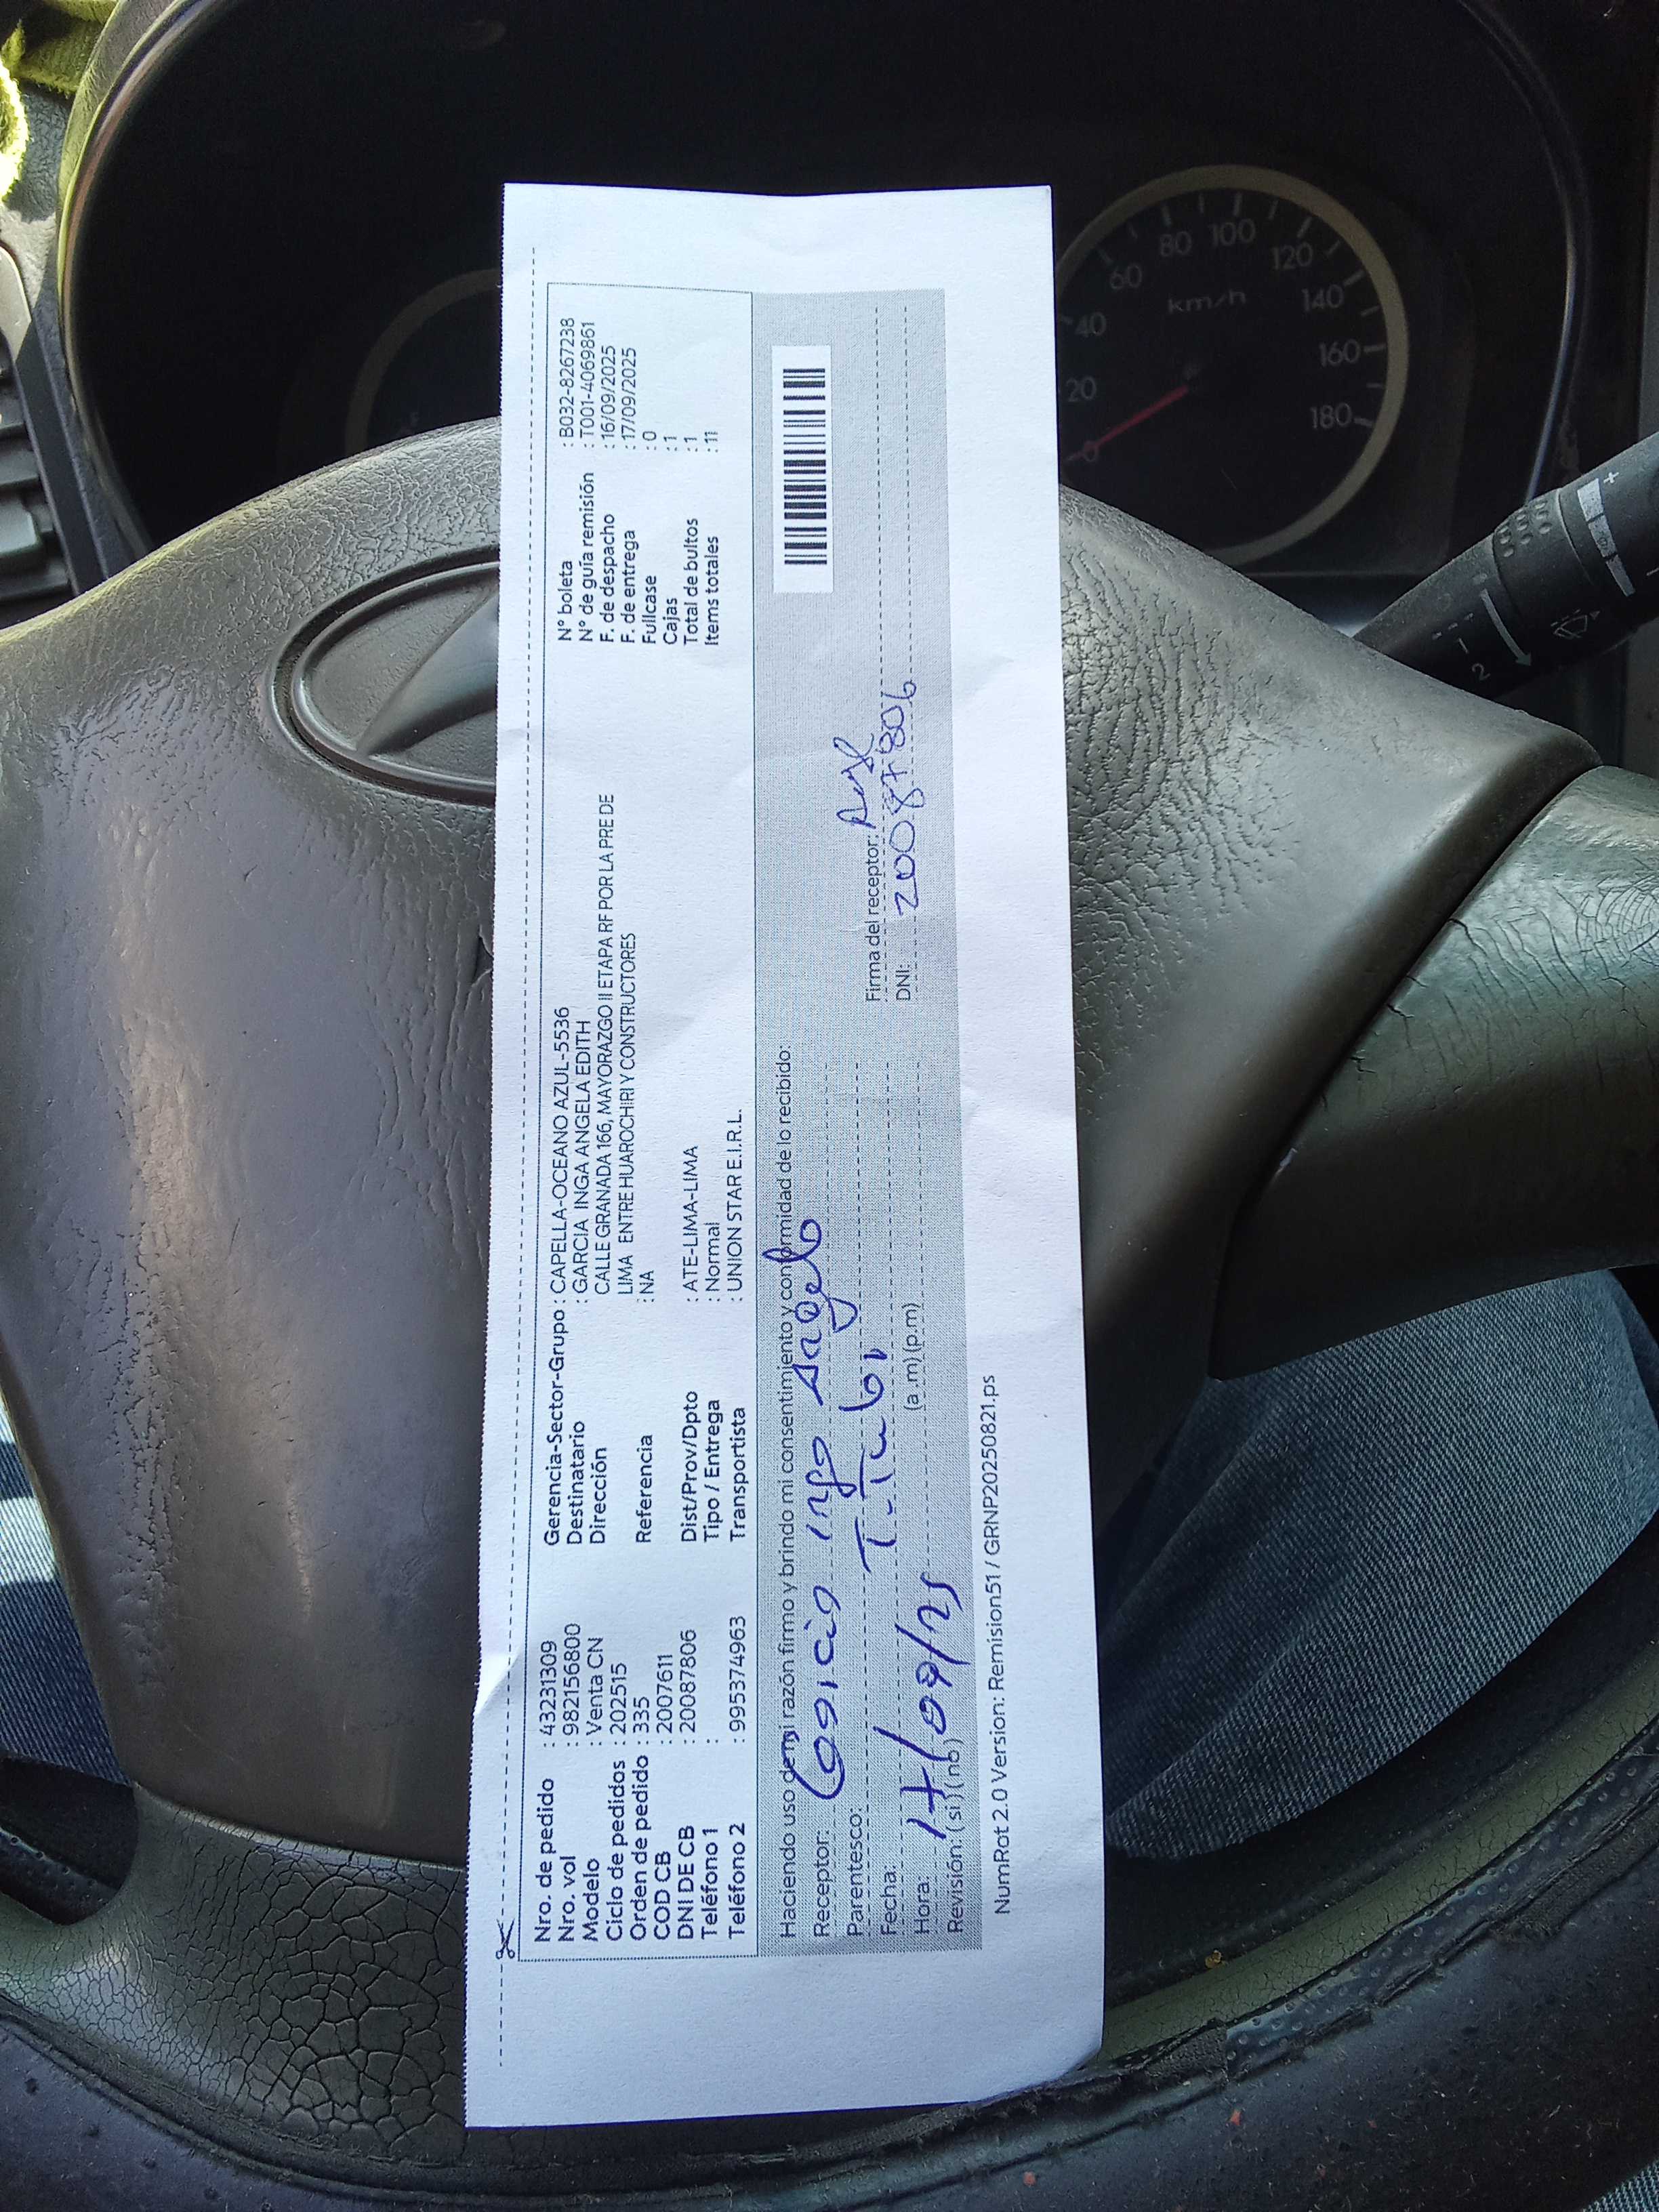 Nro. de pedido : 43231309
Nro. vol : 982156800
Modelo : Venta CN
Ciclo de pedidos : 202515
Orden de pedido : 335
COD CB : 2007611
DNI DE CB : 20087806
Teléfono 1 :
Teléfono 2 : 995374963
Gerencia-Sector-Grupo : CAPELLA-OCEANO AZUL-5536
Destinatario : GARCIA INGA ANGELA EDITH
Dirección CALLE GRANADA 166, MAYORAZGO II ETAPA RF POR LA PRE DE
LIMA ENTRE HUAROCHIRI Y CONSTRUCTORES
Referencia : NA
Dist/Prov/Dpto : ATE-LIMA-LIMA
Tipo / Entrega : Normal
Transportista : UNION STAR E.I.R.L.
N° boleta : B032-8267238
N° de guía remisión : T001-4069861
F. de despacho : 16/09/2025
F. de entrega : 17/09/2025
Fullcase : 0
Cajas : 1
Total de bultos : 1
Items totales : 11
Haciendo uso de mi razón firmo y brindo mi consentimiento y conformidad de lo recibido:
Receptor:
Parentesco:
Fecha: 17/09/25
Hora: (a.m) (p.m)
Revisión: (si) (no)
Firma del receptor:
DNI: 20087806
NumRot 2.0 Version: Remision51 / GRNP20250821.ps
20
40
60
80
100
120
140
160
180
0
km/h
1
2